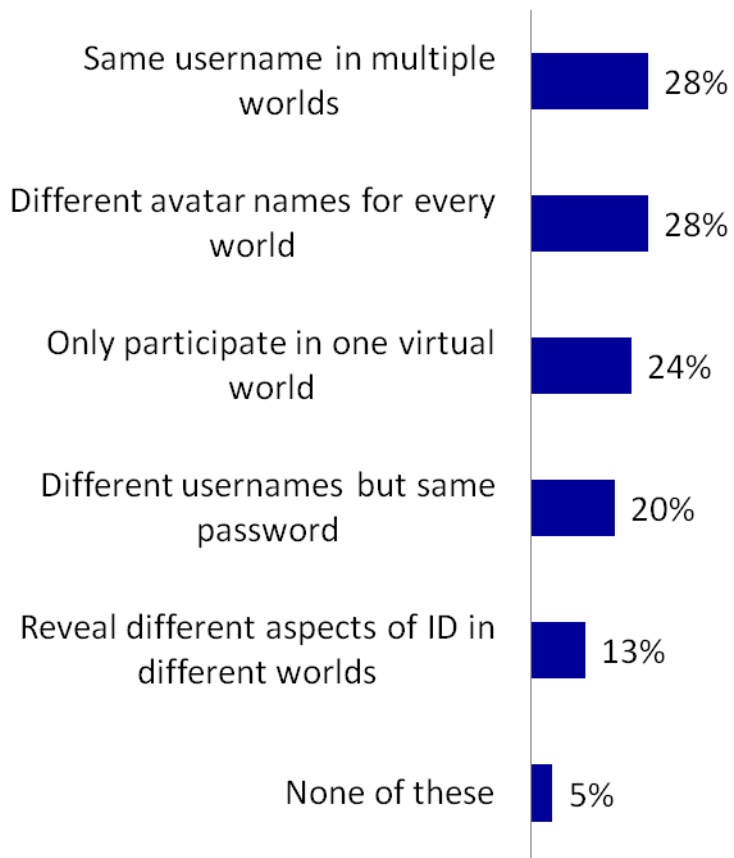 Same username in multiple
worlds
28%
Different avatar names for every
world
28%
Only participate in one virtual
world
24%
Different usernames but same
password
20%
Reveal different aspects of ID in
different worlds
13%
None of these
5%